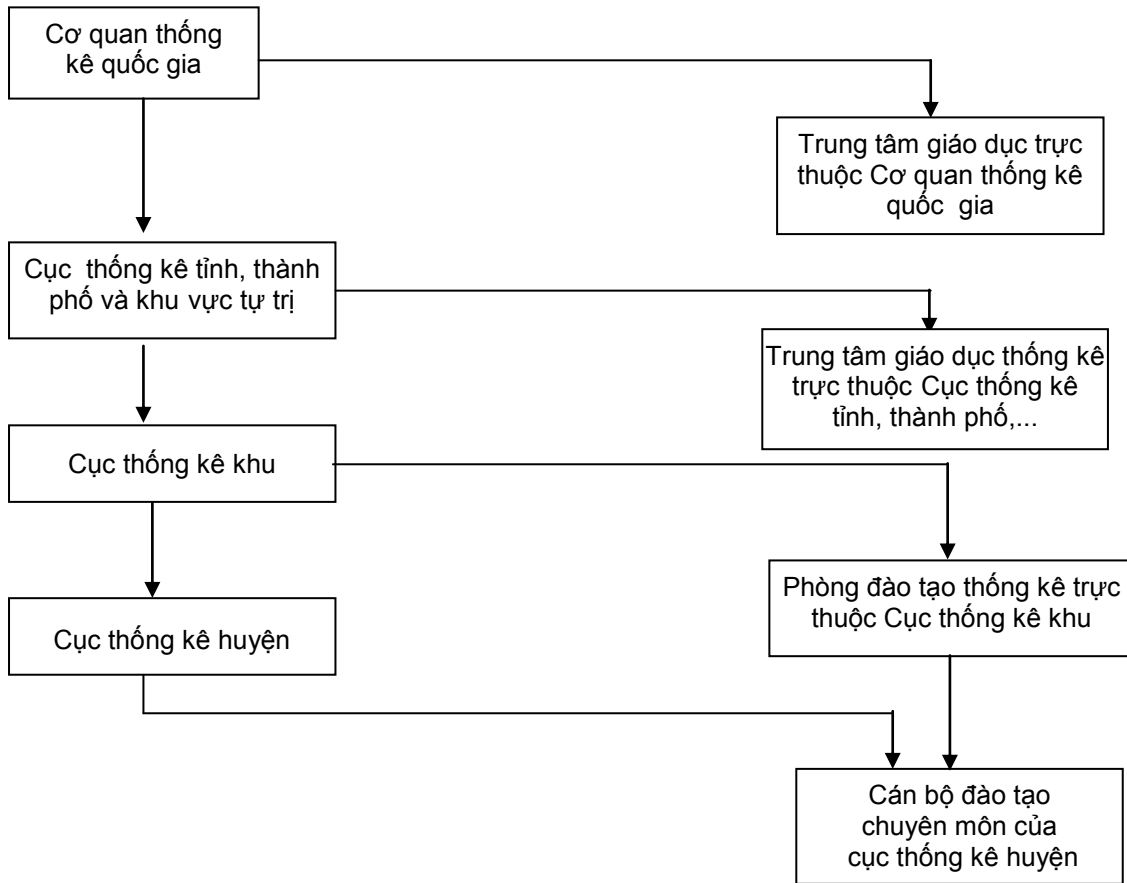 Cơ quan thống
kê quốc gia
Trung tâm giáo dục trực
thuộc Cơ quan thống kê
quốc gia
Cục thống kê tỉnh, thành
phố và khu vực tự trị
Trung tâm giáo dục thống kê
trực thuộc Cục thống kê
tỉnh, thành phố,...
Cục thống kê khu
Phòng đào tạo thống kê trực
thuộc Cục thống kê khu
Cục thống kê huyện
Cán bộ đào tạo
chuyên môn của
cục thống kê huyện